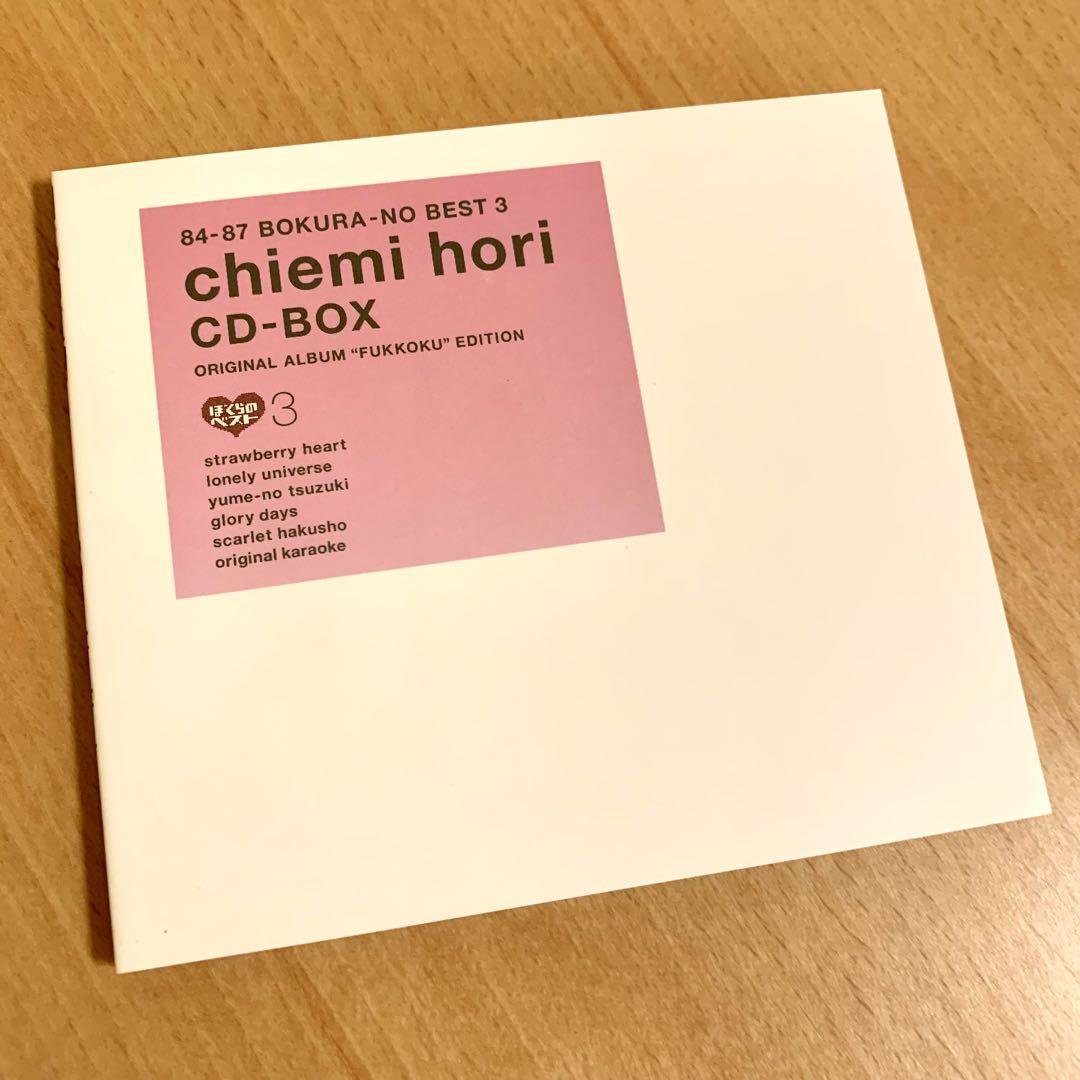 84-87 BOKURA-NO BEST 3
chiemi hori
CD-BOX
ORIGINAL ALBUM “FUKKOKU” EDITION
ぼくらの
ベスト
3
strawberry heart
lonely universe
yume-no tsuzuki
glory days
scarlet hakusho
original karaoke